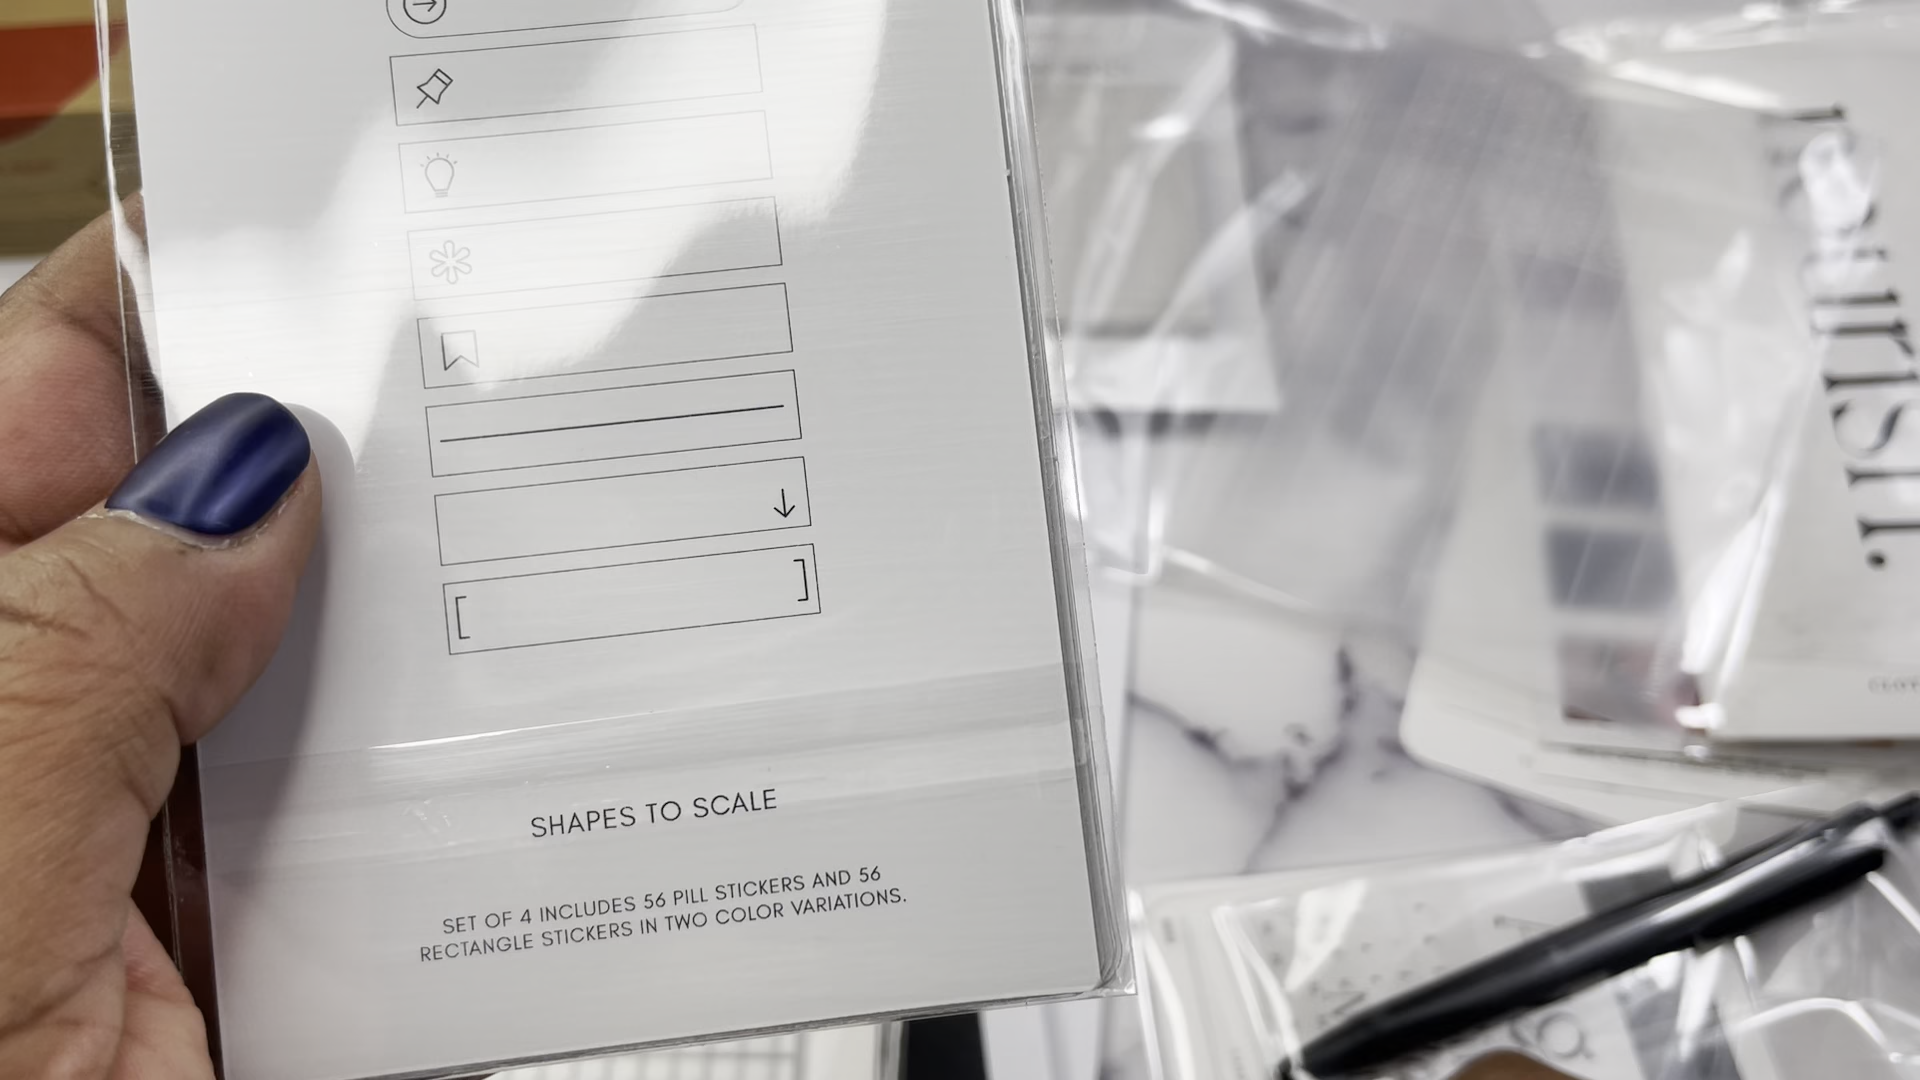 SHAPES TO SCALE
SET OF 4 INCLUDES 56 PILL STICKERS AND 56
RECTANGLE STICKERS IN TWO COLOR VARIATIONS.